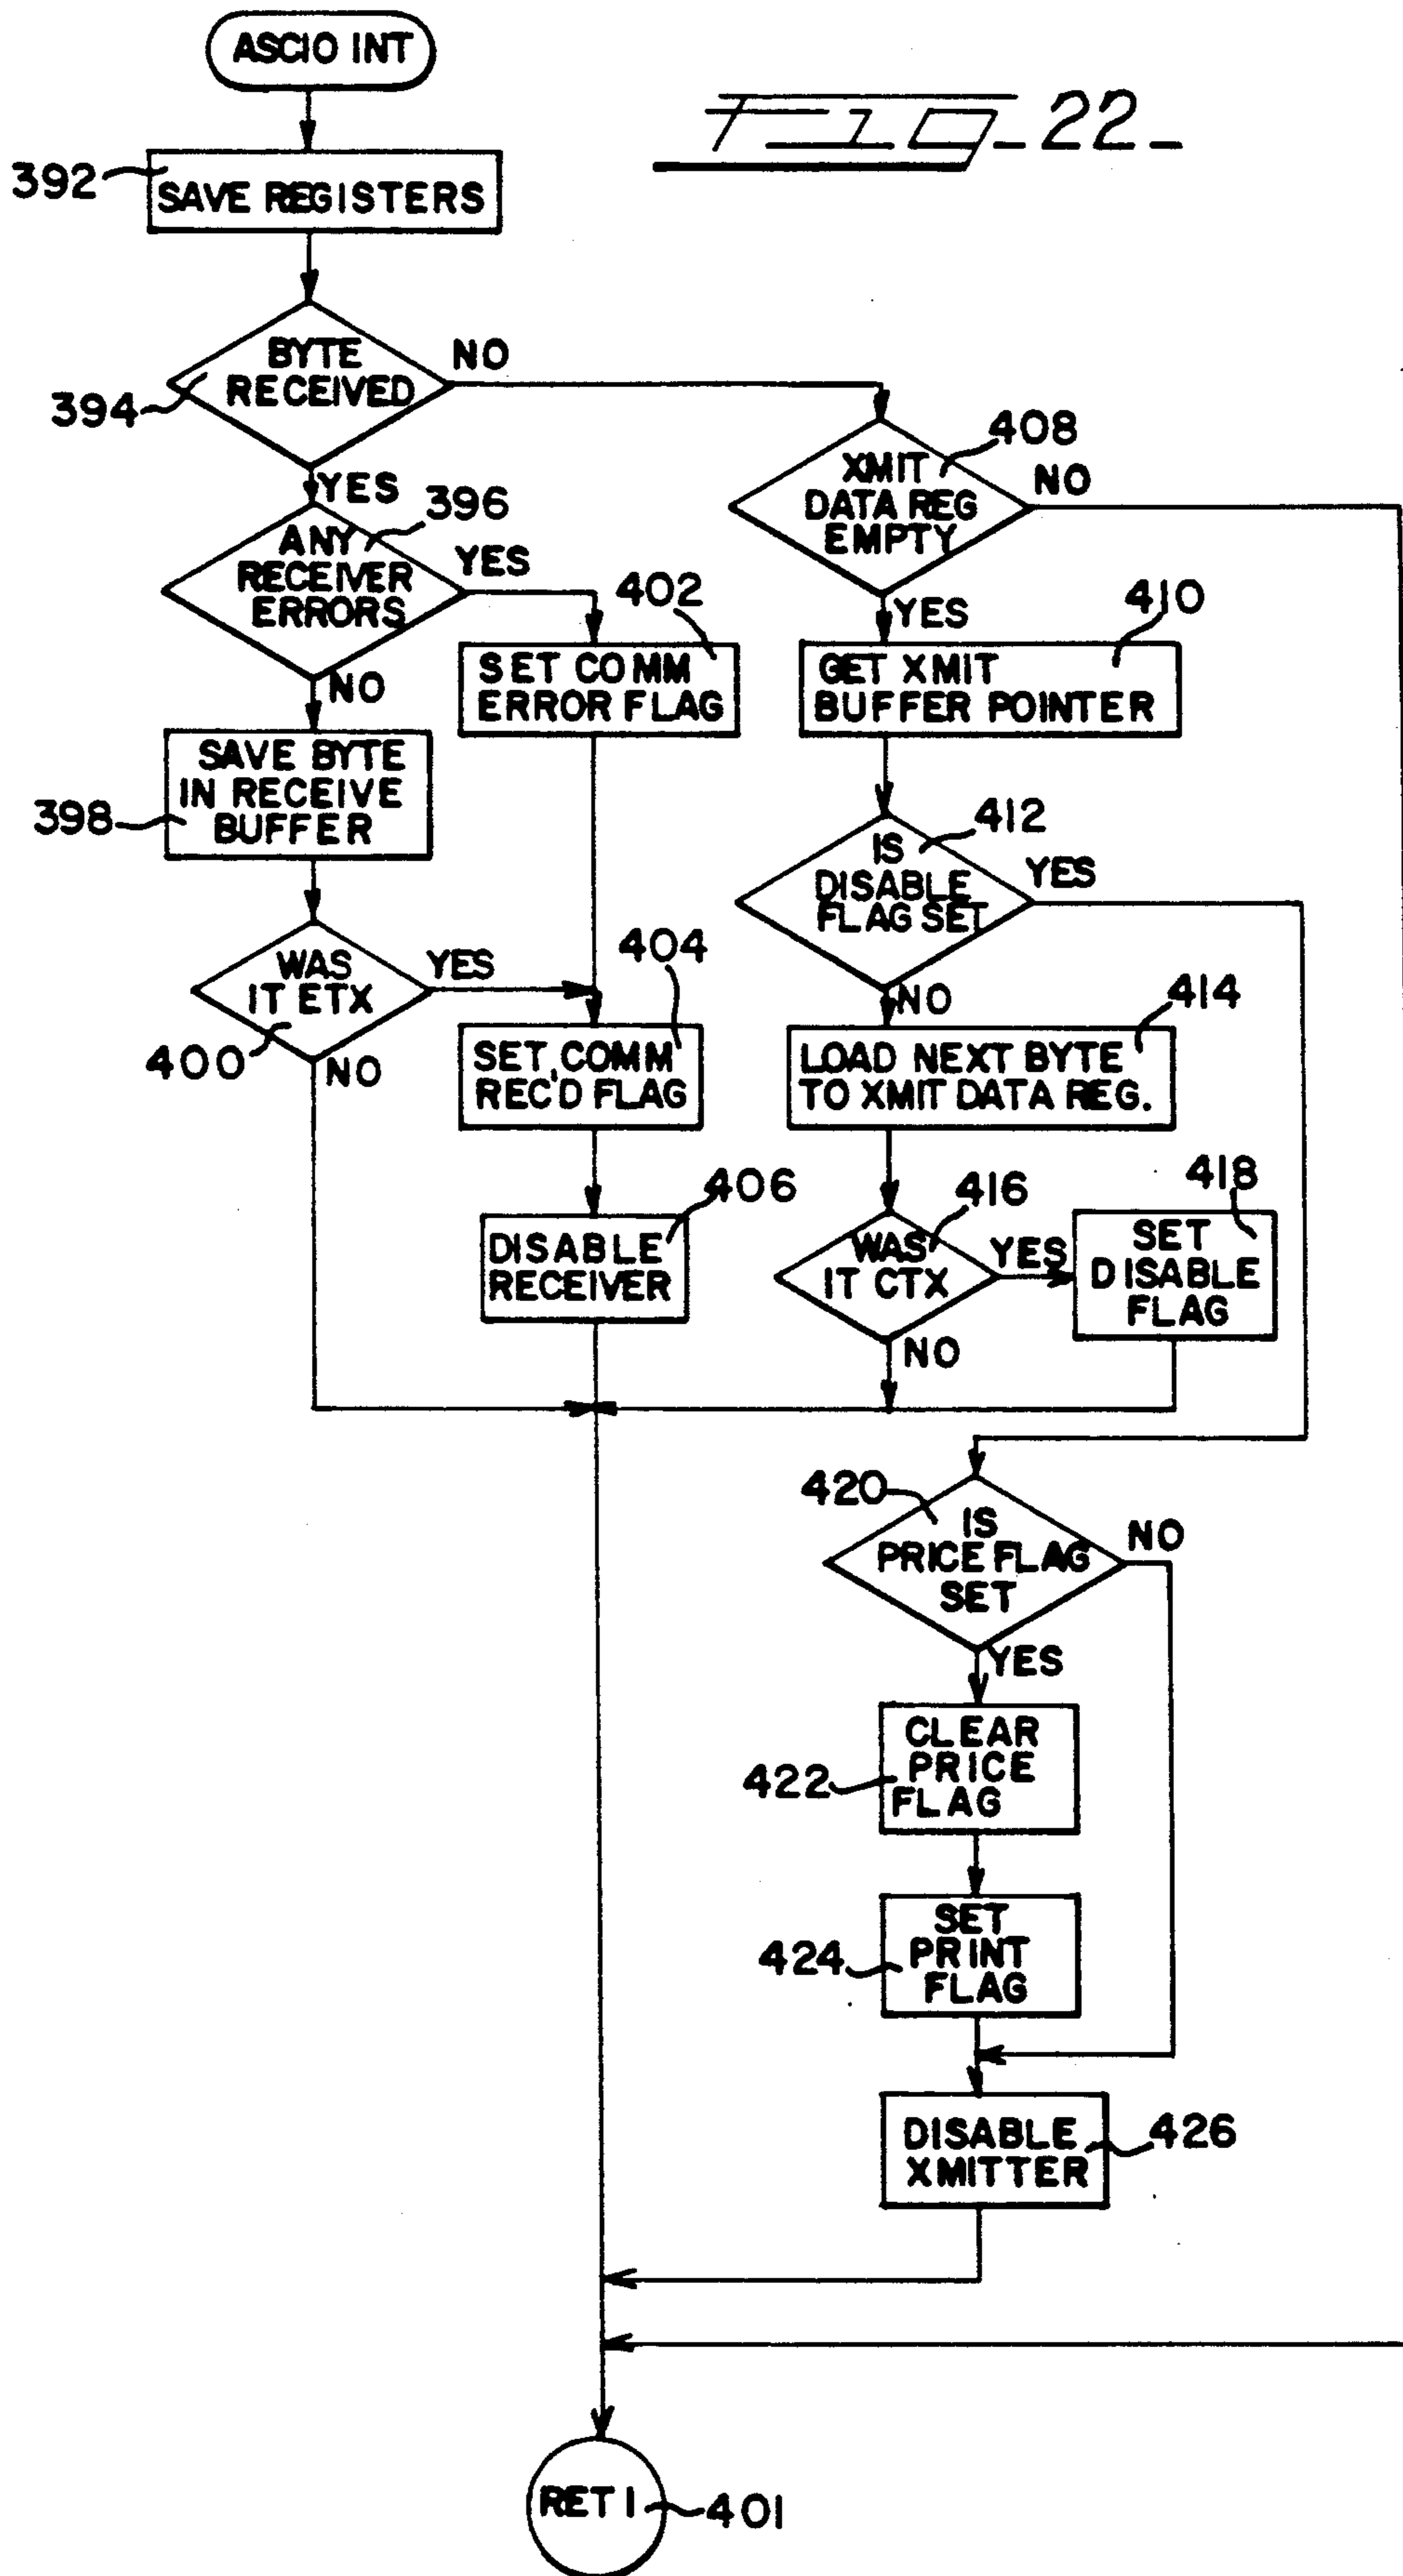 ASCIO INT
Fig-22-
392
SAVE REGISTERS
BYTE
RECEIVED
NO
394
YES
408
XMIT
DATA REG
EMPTY
NO
396
ANY
RECEIVER
ERRORS
YES
402
YES
410
SET COMM
ERROR FLAG
GET XMIT
BUFFER POINTER
NO
SAVE BYTE
IN RECEIVE
BUFFER
398
412
IS
DISABLE
FLAG SET
YES
404
WAS
IT ETX
YES
400
NO
NO
414
SET COMM
REC'D FLAG
LOAD NEXT BYTE
TO XMIT DATA REG.
406
DISABLE
RECEIVER
416
WAS
IT CTX
YES
418
SET
DISABLE
FLAG
NO
420
IS
PRICE FLAG
SET
NO
YES
CLEAR
PRICE
FLAG
422
SET
PRINT
FLAG
424
DISABLE
XMITTER
426
RET I
401